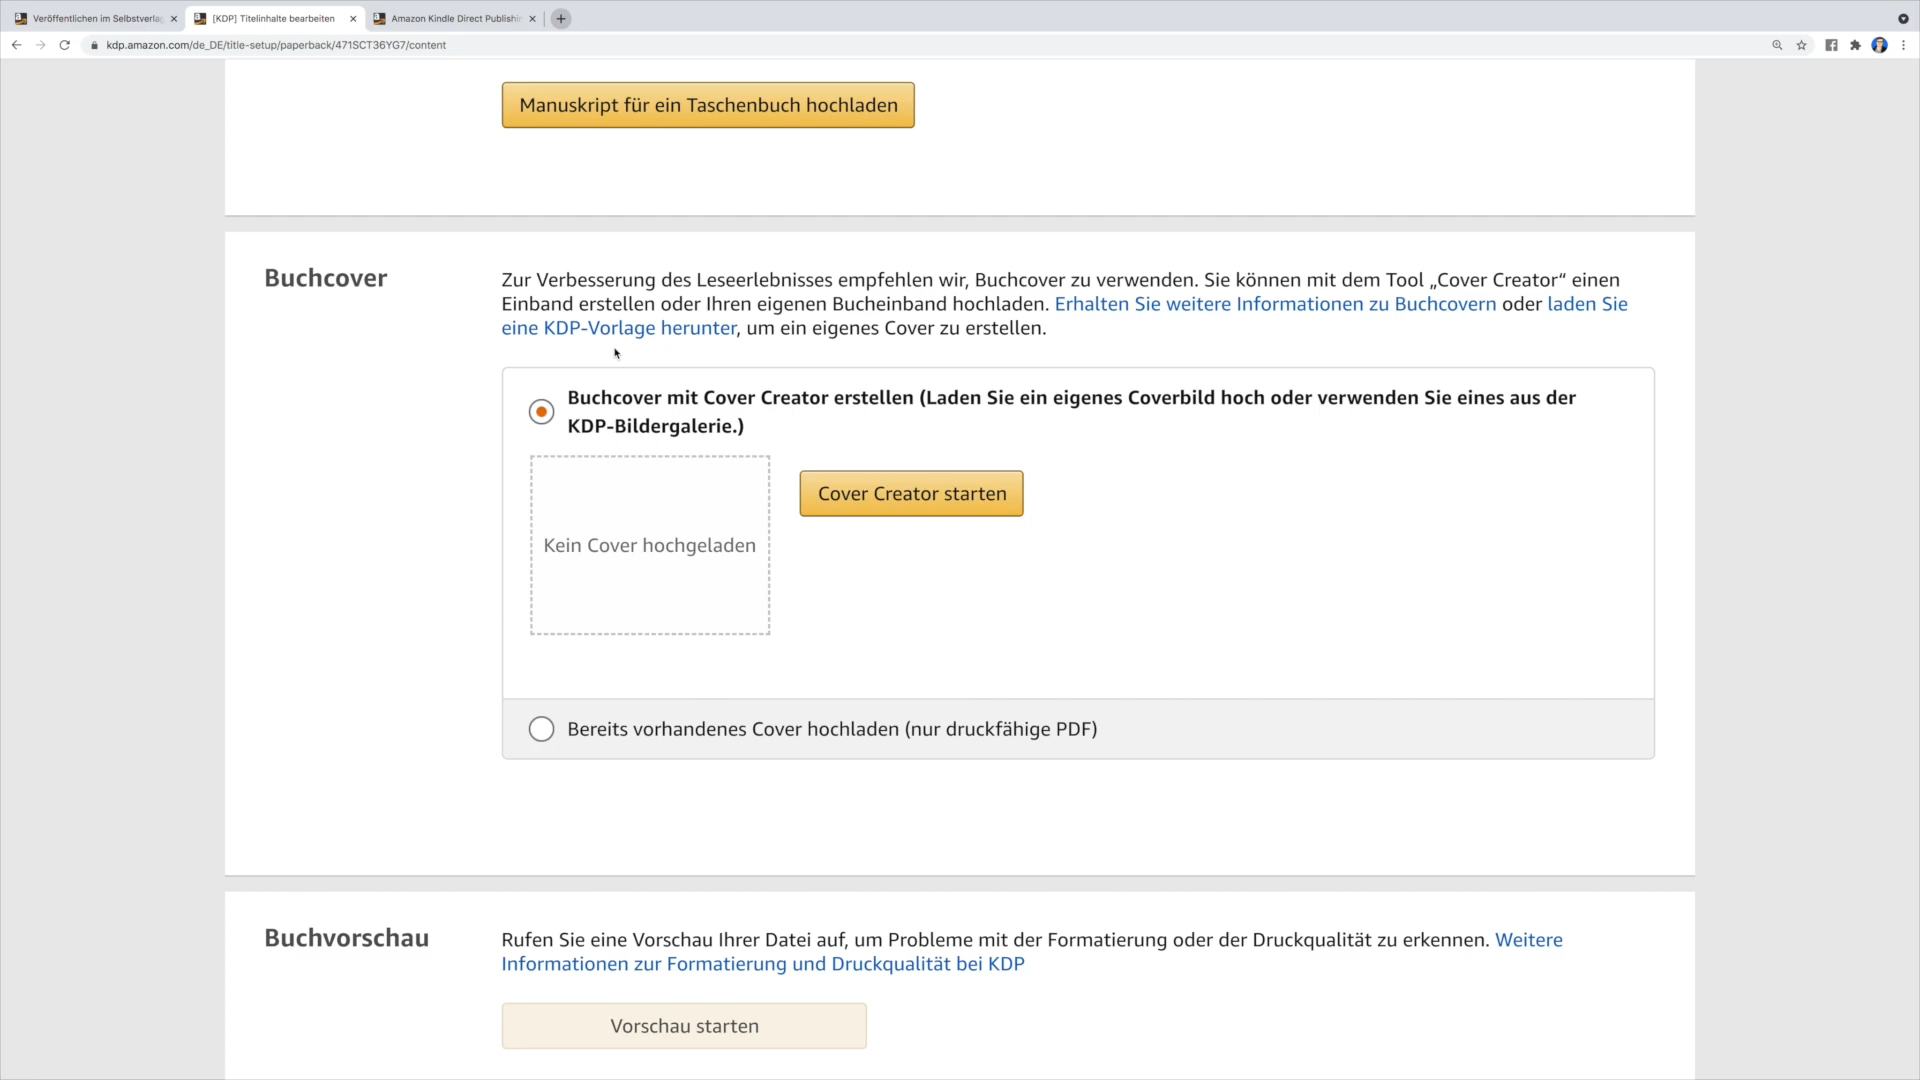 Veröffentlichen im Selbstverla
[KDP] Titelinhalte bearbeiten
Amazon Kindle Direct Publishi
kdp.amazon.com/de_DE/title-setup/paperback/471SCT36YG7/content
Manuskript für ein Taschenbuch hochladen
Buchcover
Zur Verbesserung des Leseerlebnisses empfehlen wir, Buchcover zu verwenden. Sie können mit dem Tool „Cover Creator“ einen
Einband erstellen oder Ihren eigenen Bucheinband hochladen. Erhalten Sie weitere Informationen zu Buchcovern oder laden Sie
eine KDP-Vorlage herunter, um ein eigenes Cover zu erstellen.
Buchcover mit Cover Creator erstellen (Laden Sie ein eigenes Coverbild hoch oder verwenden Sie eines aus der
KDP-Bildergalerie.)
Cover Creator starten
Kein Cover hochgeladen
Bereits vorhandenes Cover hochladen (nur druckfähige PDF)
Buchvorschau
Rufen Sie eine Vorschau Ihrer Datei auf, um Probleme mit der Formatierung oder der Druckqualität zu erkennen. Weitere
Informationen zur Formatierung und Druckqualität bei KDP
Vorschau starten